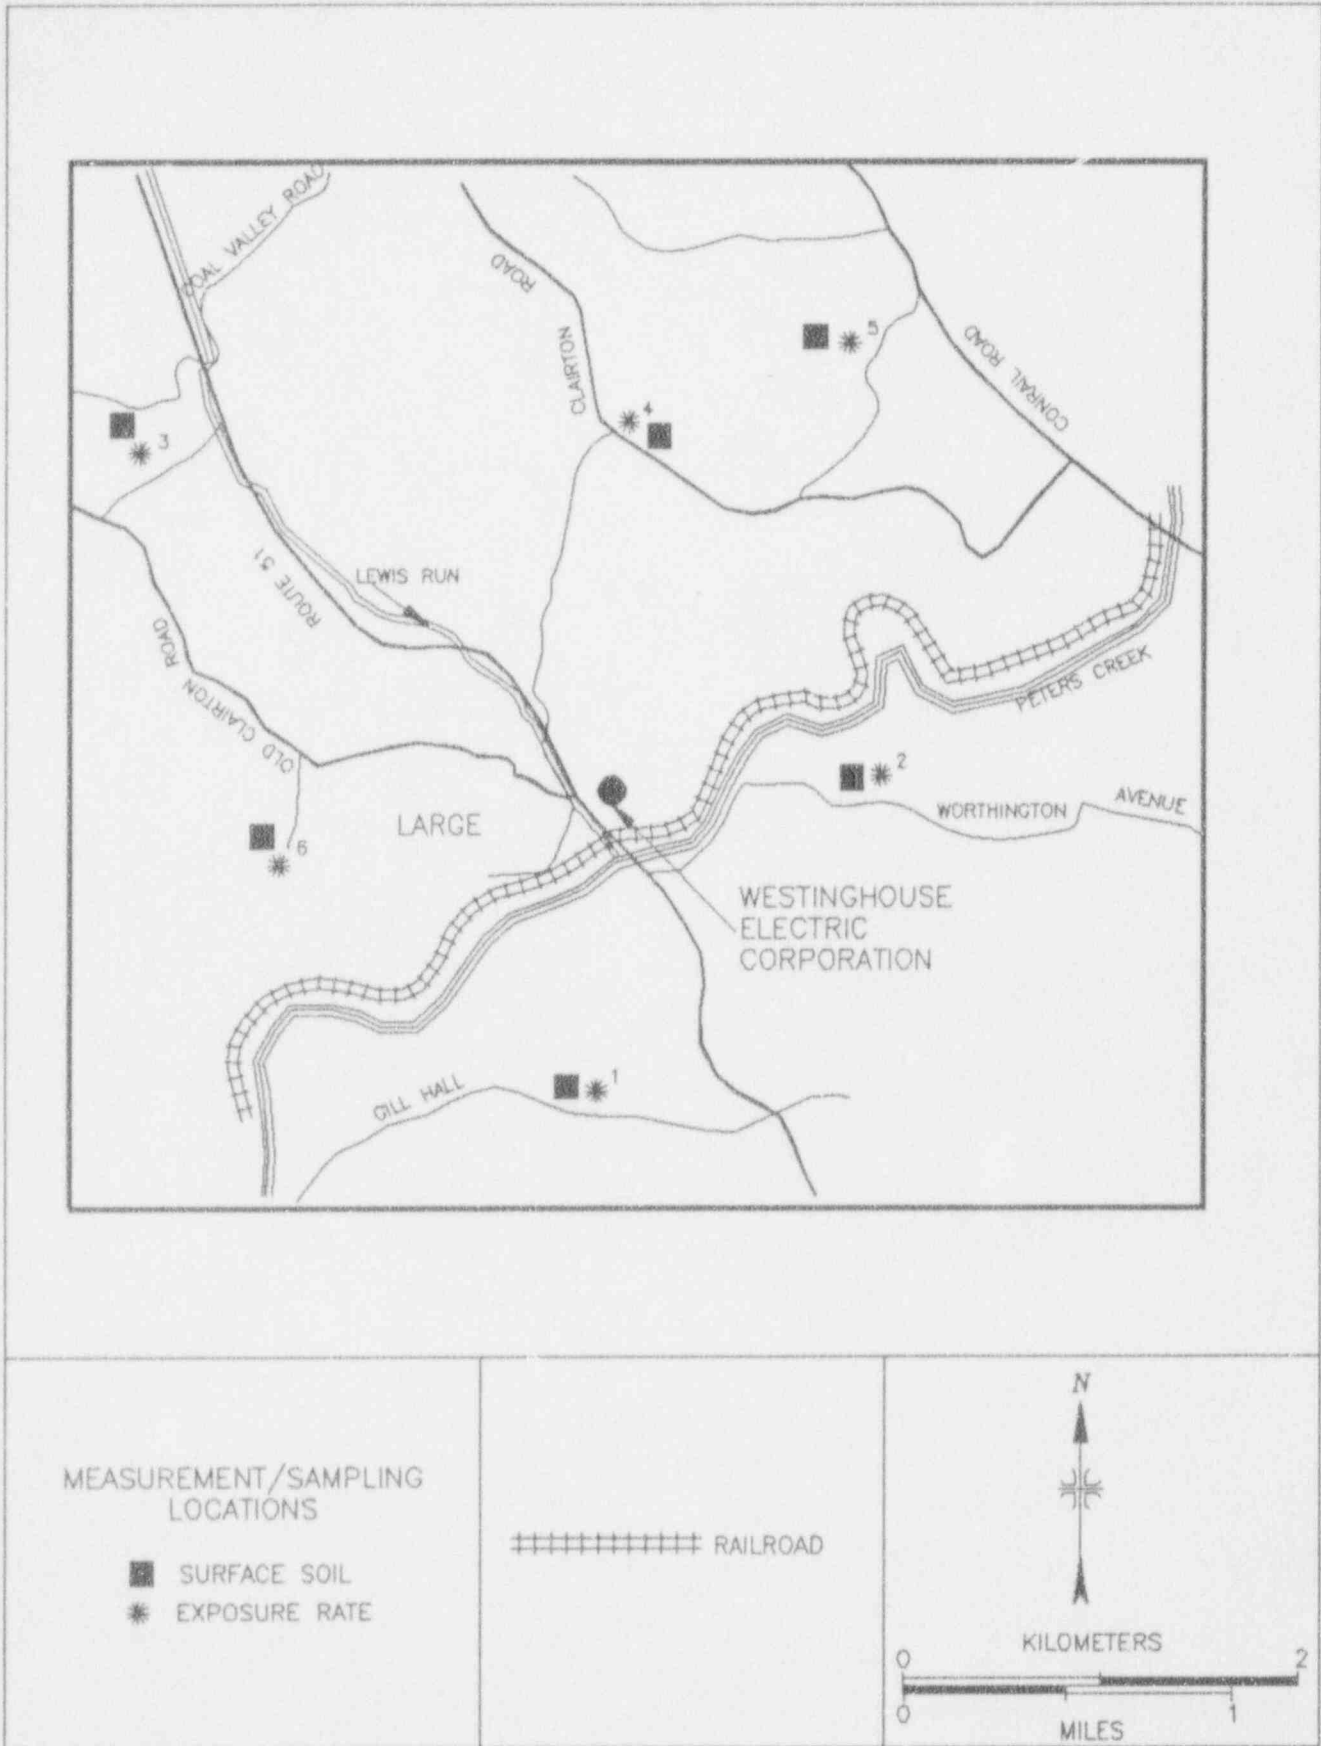 COAL VALLEY ROAD
ROAD
CLAIRTON
5
CONRAIL ROAD
4
3
ROUTE 51
LEWIS RUN
ROAD
OLD CLAIRTON
PETERS CREEK
2
WORTHINGTON
AVENUE
LARGE
6
WESTINGHOUSE
ELECTRIC
CORPORATION
1
GILL HALL
MEASUREMENT/SAMPLING
LOCATIONS
SURFACE SOIL
EXPOSURE RATE
RAILROAD
N
KILOMETERS
0 2
0 1
MILES